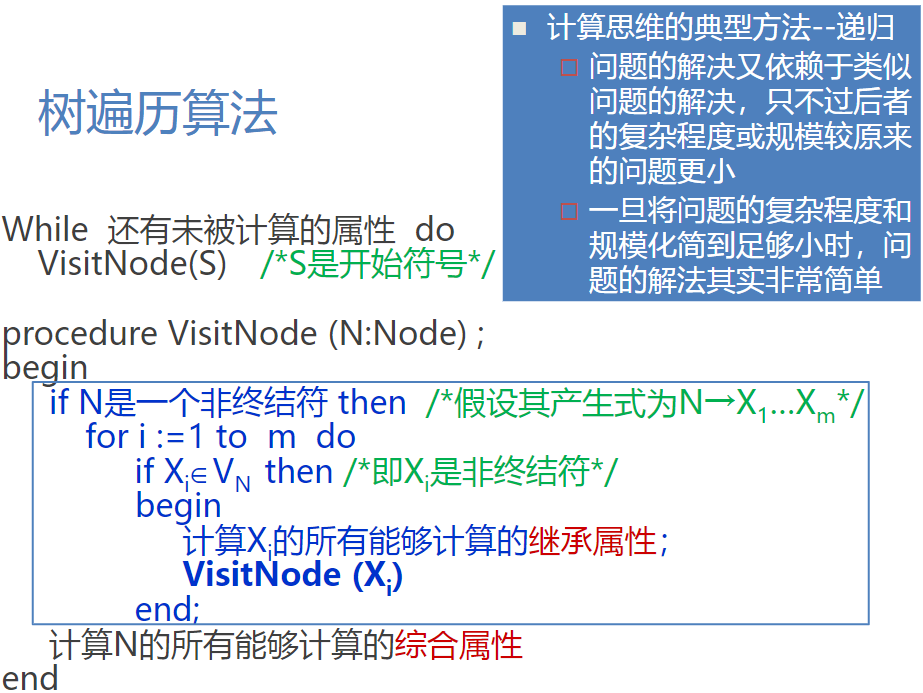 树遍历算法
■ 计算思维的典型方法--递归
□ 问题的解决又依赖于类似
问题的解决，只不过后者
的复杂程度或规模较原来
的问题更小
□ 一旦将问题的复杂程度和
规模化简到足够小时，问
题的解法其实非常简单
While 还有未被计算的属性 do
VisitNode(S) /*S是开始符号*/
procedure VisitNode (N:Node) ;
begin
if N是一个非终结符 then /*假设其产生式为N→X₁…Xₘ*/
for i :=1 to m do
if Xᵢ∈V_N then /*即Xᵢ是非终结符*/
begin
计算Xᵢ的所有能够计算的继承属性；
VisitNode (Xᵢ)
end;
计算N的所有能够计算的综合属性
end